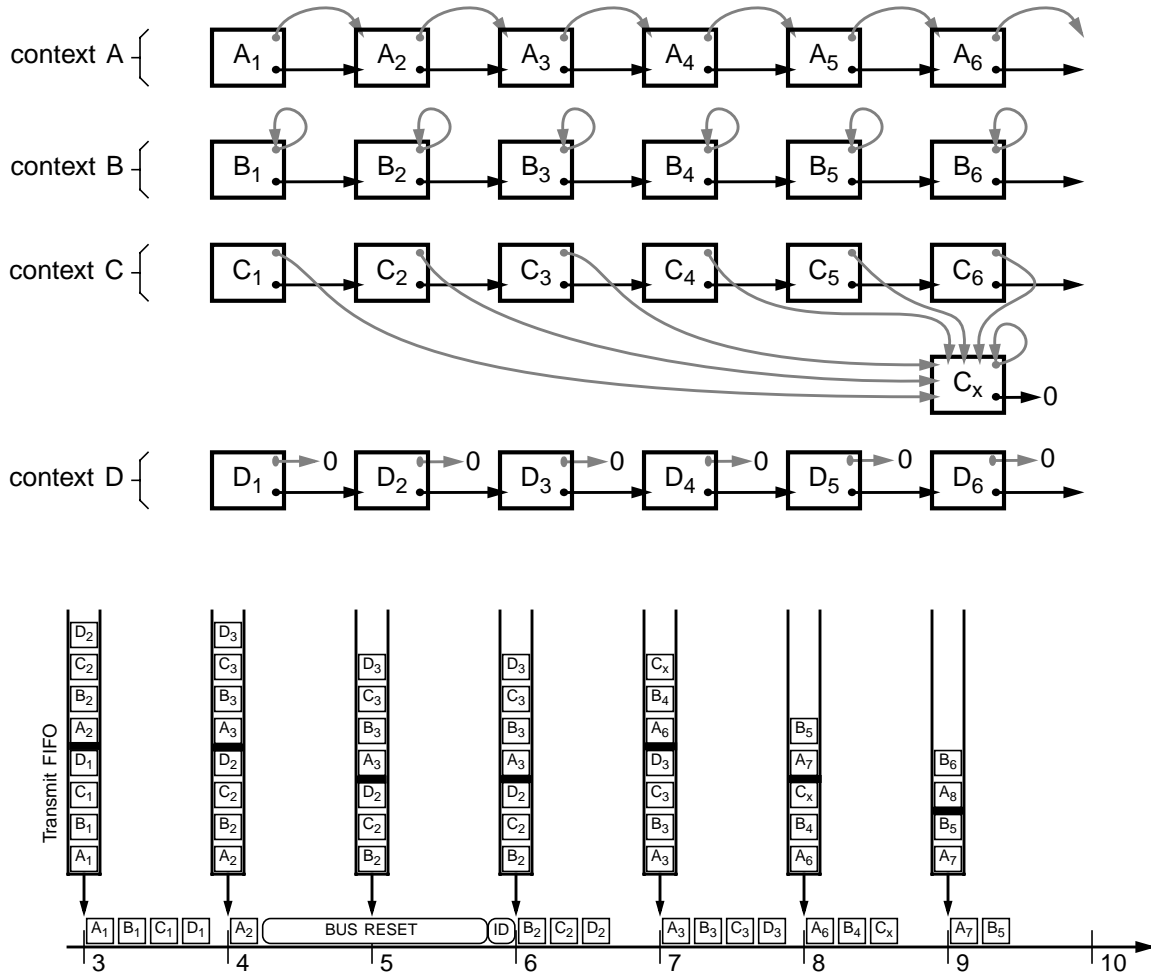 context A A1 A2 A3 A4 A5 A6
context B B1 B2 B3 B4 B5 B6
context C C1 C2 C3 C4 C5 C6
Cx 0
0 0 0 0 0 0
context D D1 D2 D3 D4 D5 D6
Transmit FIFO
D2 D3
C2 C3 D3 D3 Cx
B2 B3 C3 C3 B4
A2 A3 B3 B3 A6 B5
D1 D2 A3 A3 D3 A7 B6
C1 C2 D2 D2 C3 Cx A8
B1 B2 C2 C2 B3 B4 B5
A1 A2 B2 B2 A3 A6 A7
A1 B1 C1 D1 A2 BUS RESET ID B2 C2 D2 A3 B3 C3 D3 A6 B4 Cx A7 B5
3 4 5 6 7 8 9 10